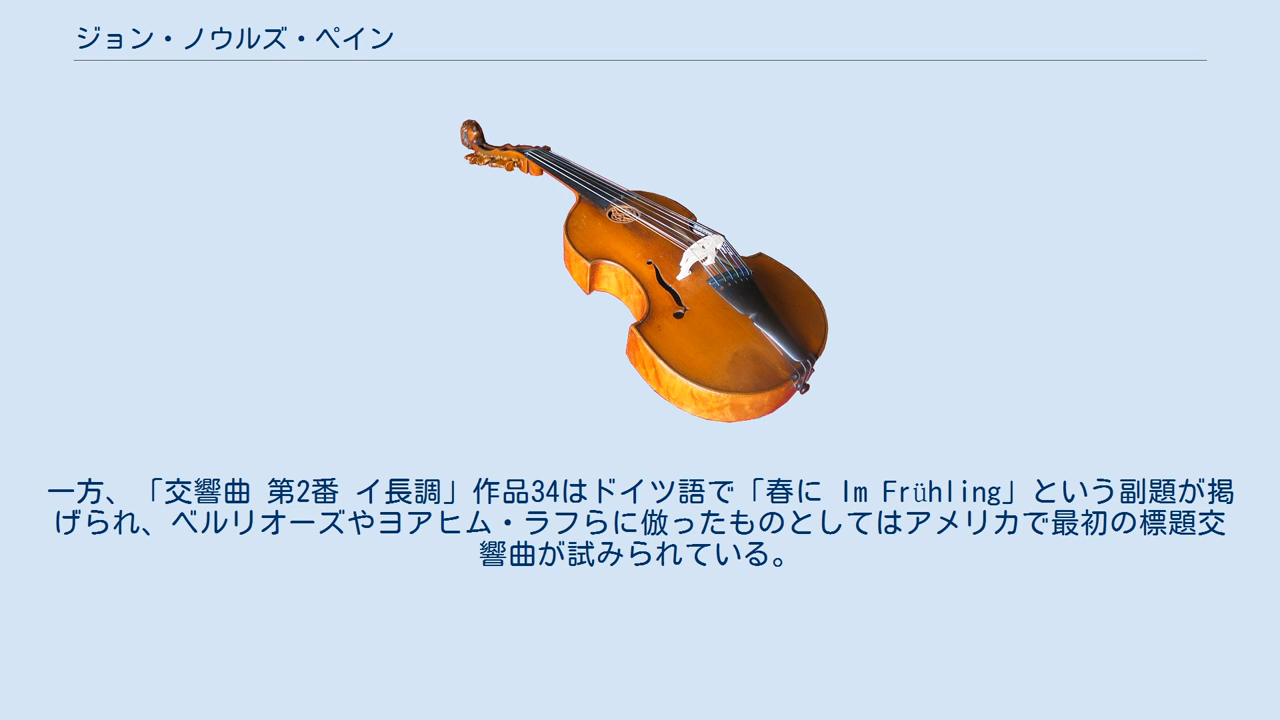 ジョン・ノウルズ・ペイン
一方、「交響曲 第2番 イ長調」作品34はドイツ語で「春に Im Frühling」という副題が掲
げられ、ベルリオーズやヨアヒム・ラフらに倣ったものとしてはアメリカで最初の標題交
響曲が試みられている。